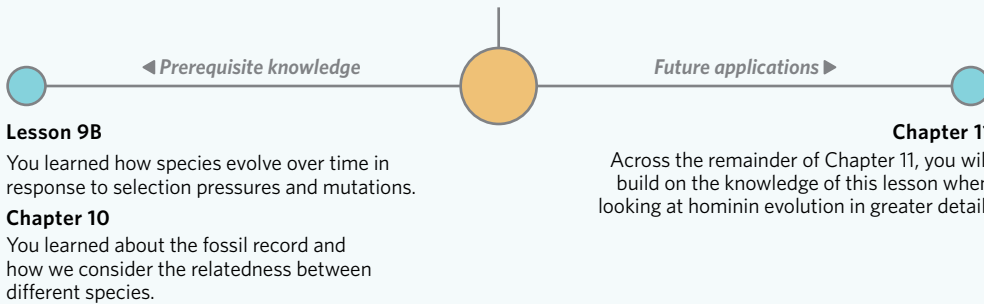 ◀ Prerequisite knowledge
Future applications ▶
Lesson 9B
You learned how species evolve over time in
response to selection pressures and mutations.
Chapter 10
You learned about the fossil record and
how we consider the relatedness between
different species.
Chapter 11
Across the remainder of Chapter 11, you will
build on the knowledge of this lesson when
looking at hominin evolution in greater detail